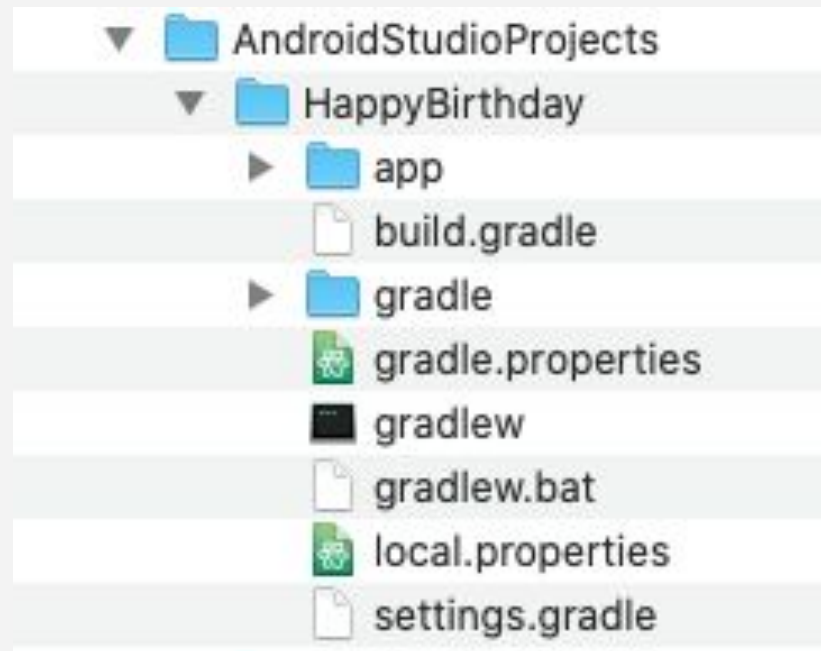 AndroidStudioProjects
HappyBirthday
app
build.gradle
gradle
gradle.properties
gradlew
gradlew.bat
local.properties
settings.gradle